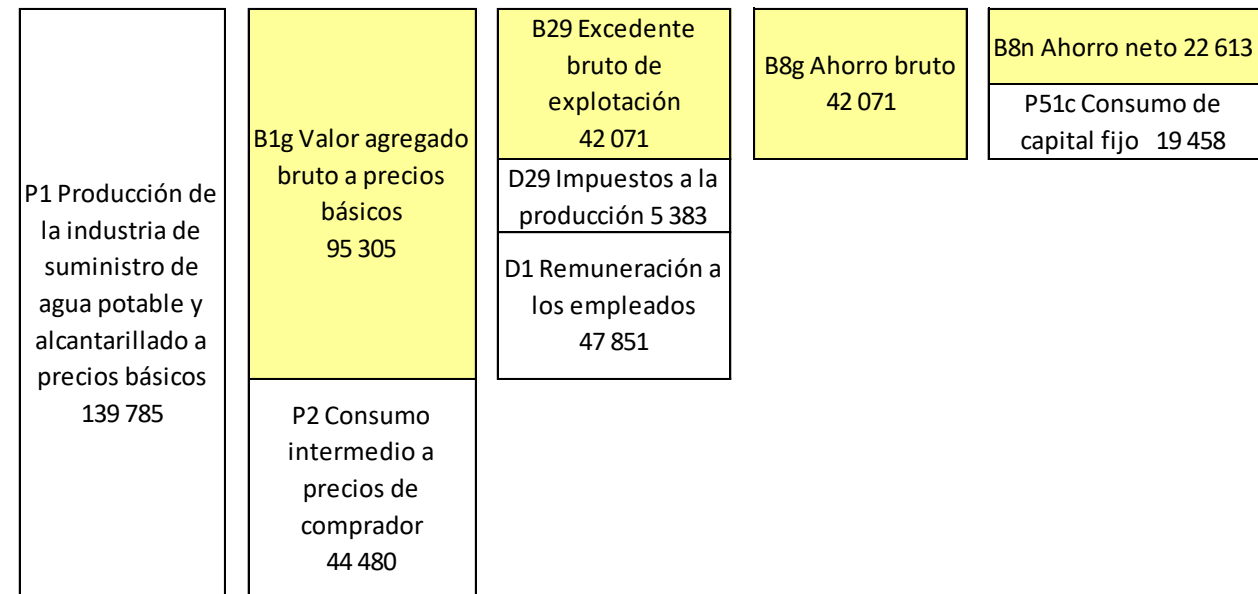 P1 Producción de
la industria de
suministro de
agua potable y
alcantarillado a
precios básicos
139 785
B1g Valor agregado
bruto a precios
básicos
95 305
P2 Consumo
intermedio a
precios de
comprador
44 480
B29 Excedente
bruto de
explotación
42 071
D29 Impuestos a la
producción 5 383
D1 Remuneración a
los empleados
47 851
B8g Ahorro bruto
42 071
B8n Ahorro neto 22 613
P51c Consumo de
capital fijo 19 458